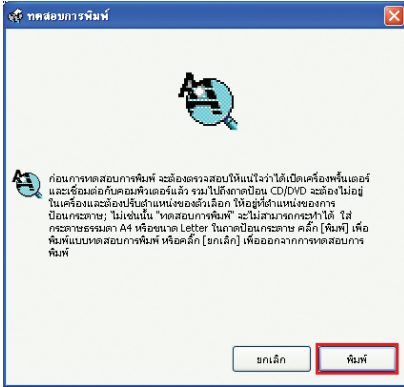 ทดสอบการพิมพ์
ก่อนการทดสอบการพิมพ์ จะต้องตรวจสอบให้แน่ใจว่าได้เปิดเครื่องพริ้นเตอร์
และเชื่อมต่อกับคอมพิวเตอร์แล้ว รวมไปถึงถาดป้อน CD/DVD จะต้องไม่อยู่
ในเครื่องและต้องปรับตำแหน่งของตัวเลือก ให้อยู่ที่ตำแหน่งของการ
ป้อนกระดาษ; ไม่เช่นนั้น "ทดสอบการพิมพ์" จะไม่สามารถกระทำได้ ใส่
กระดาษธรรมดา A4 หรือขนาด Letter ในถาดป้อนกระดาษ คลิ๊ก [พิมพ์] เพื่อ
พิมพ์แบบทดสอบการพิมพ์ หรือคลิ๊ก [ยกเลิก] เพื่อออกจากการทดสอบการ
พิมพ์
ยกเลิก
พิมพ์